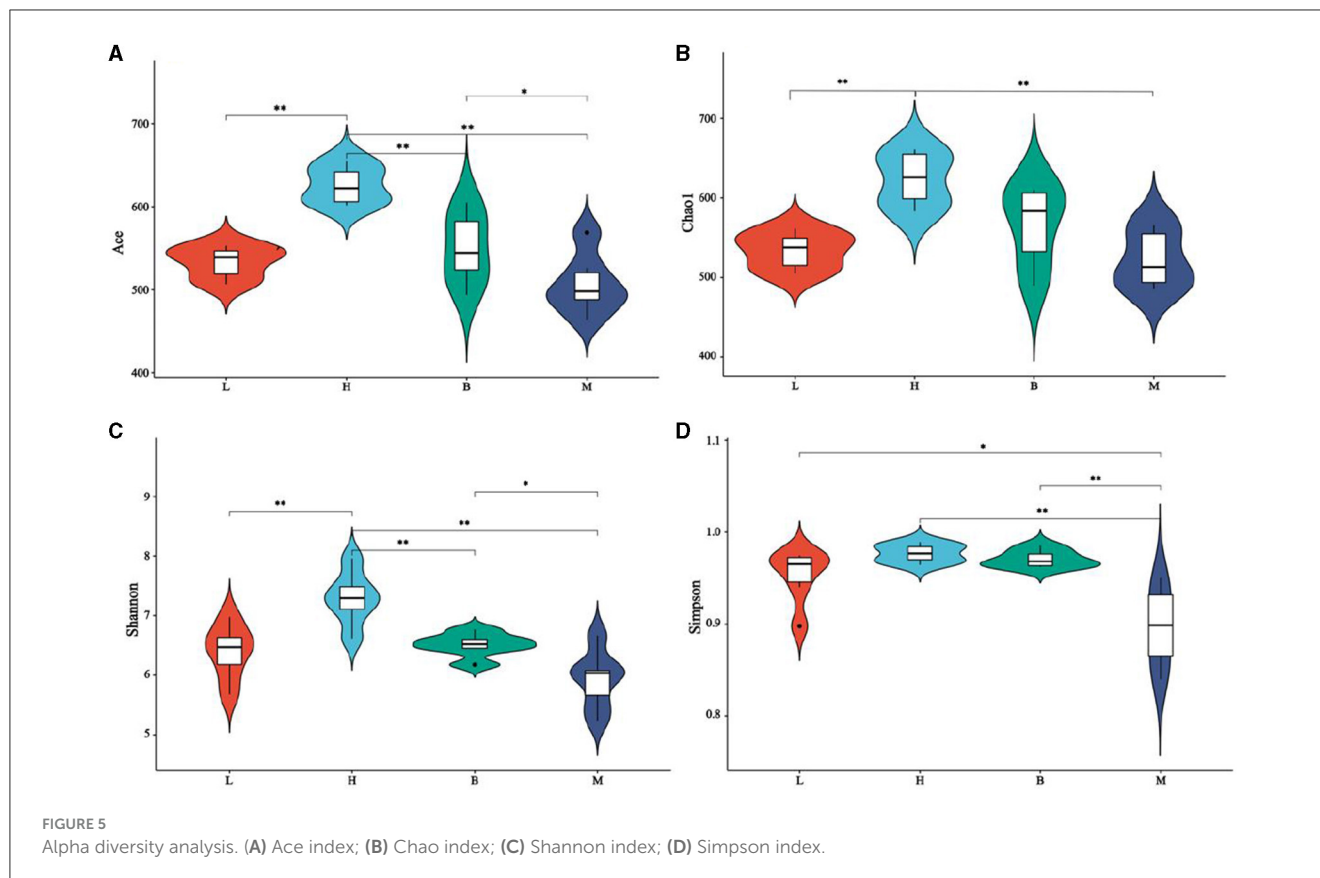 A
**
*
**
**
700
600
500
400
Ace
L H B M
B
**
**
700
600
500
400
Chao1
L H B M
C
*
**
**
**
9
8
7
6
5
Shannon
L H B M
D
*
**
**
1.1
1.0
0.9
0.8
Simpson
L H B M
FIGURE 5
Alpha diversity analysis. (A) Ace index; (B) Chao index; (C) Shannon index; (D) Simpson index.